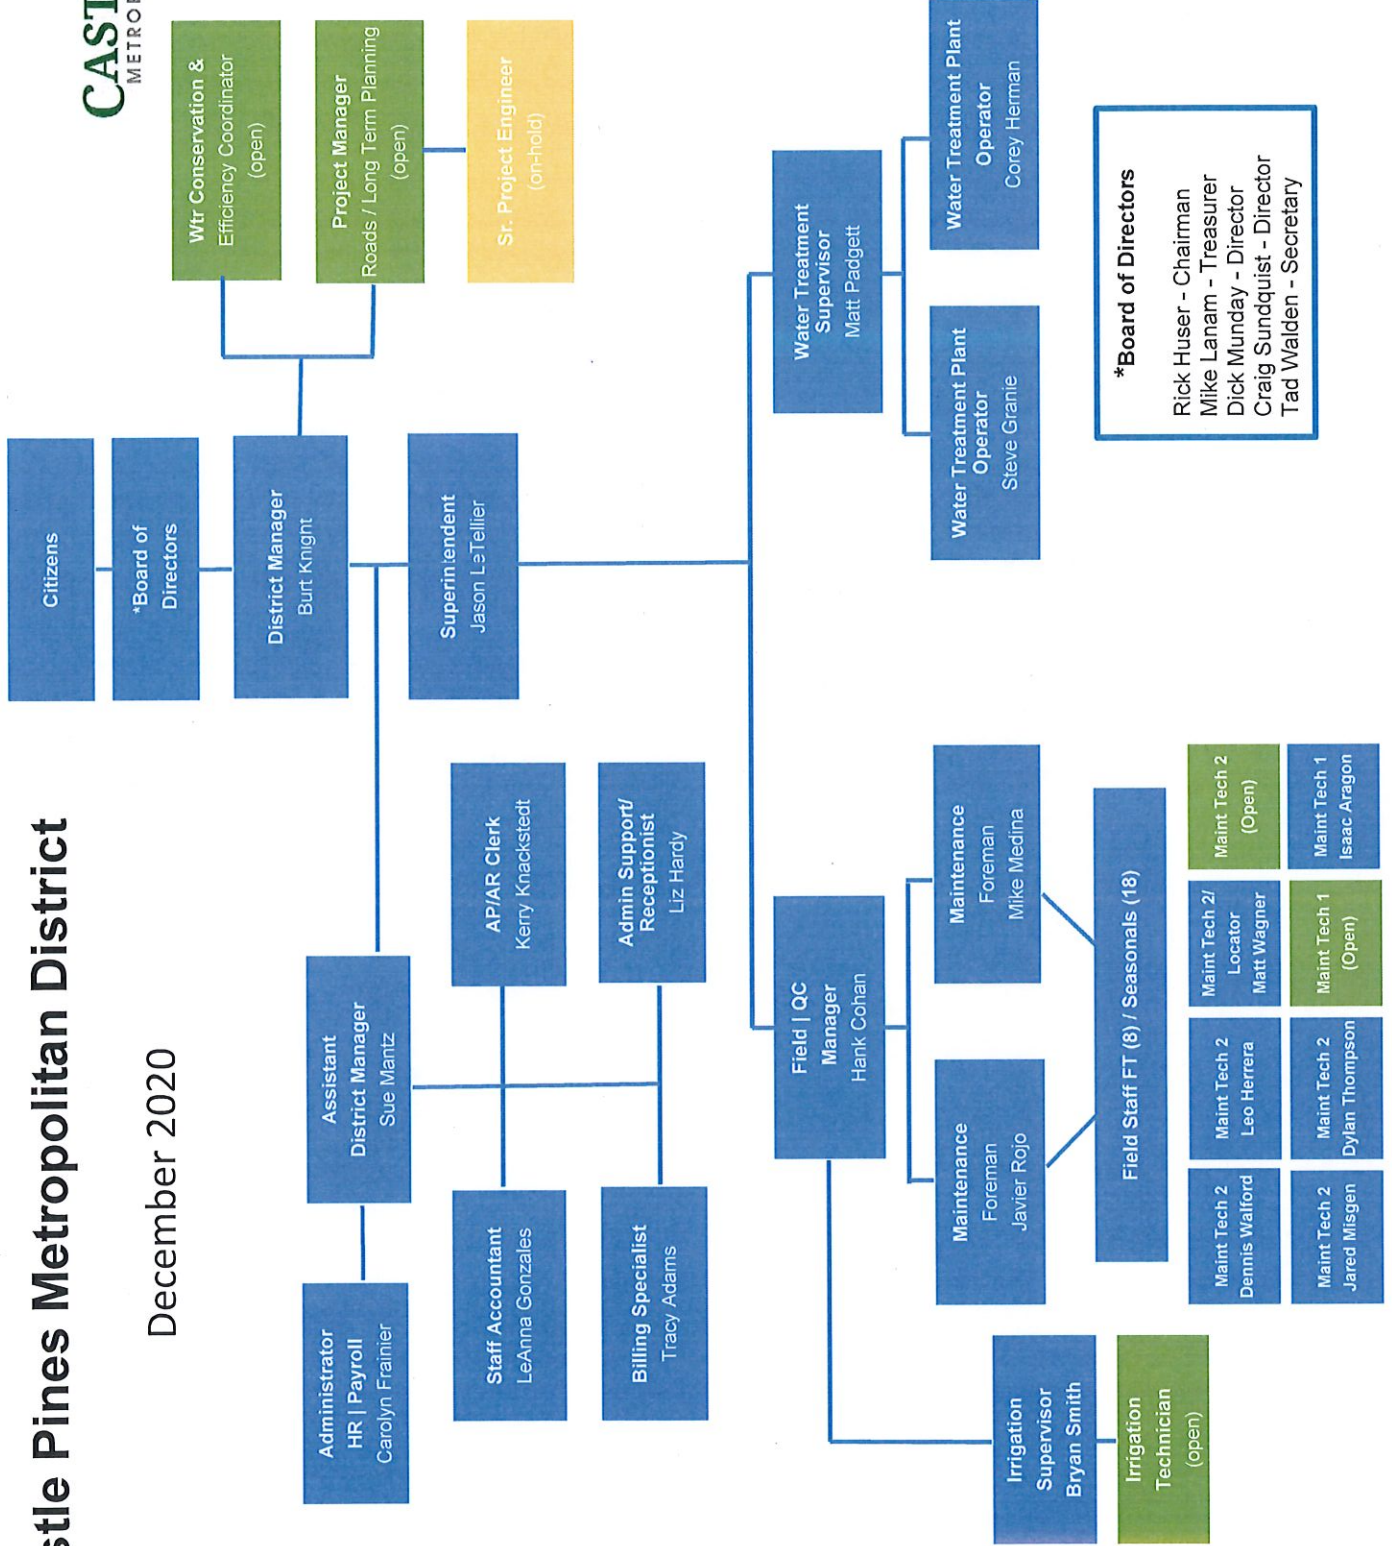 stle Pines Metropolitan District
CAST
METROP
December 2020
Citizens
*Board of
Directors
District Manager
Burt Knight
Wtr Conservation &
Efficiency Coordinator
(open)
Project Manager
Roads / Long Term Planning
(open)
Sr. Project Engineer
(on-hold)
Superintendent
Jason LeTellier
Administrator
HR | Payroll
Carolyn Frainier
Assistant
District Manager
Sue Mantz
Staff Accountant
LeAnna Gonzales
AP/AR Clerk
Kerry Knackstedt
Billing Specialist
Tracy Adams
Admin Support/
Receptionist
Liz Hardy
Field | QC
Manager
Hank Cohan
Water Treatment
Supervisor
Matt Padgett
Maintenance
Foreman
Javier Rojo
Maintenance
Foreman
Mike Medina
Water Treatment Plant
Operator
Steve Granie
Water Treatment Plant
Operator
Corey Herman
Irrigation
Supervisor
Bryan Smith
Irrigation
Technician
(open)
Field Staff FT (8) / Seasonals (18)
Maint Tech 2
Dennis Walford
Maint Tech 2
Leo Herrera
Maint Tech 2/
Locator
Matt Wagner
Maint Tech 2
(Open)
Maint Tech 2
Jared Misgen
Maint Tech 2
Dylan Thompson
Maint Tech 1
(Open)
Maint Tech 1
Isaac Aragon
*Board of Directors
Rick Huser - Chairman
Mike Lanam - Treasurer
Dick Munday - Director
Craig Sundquist - Director
Tad Walden - Secretary